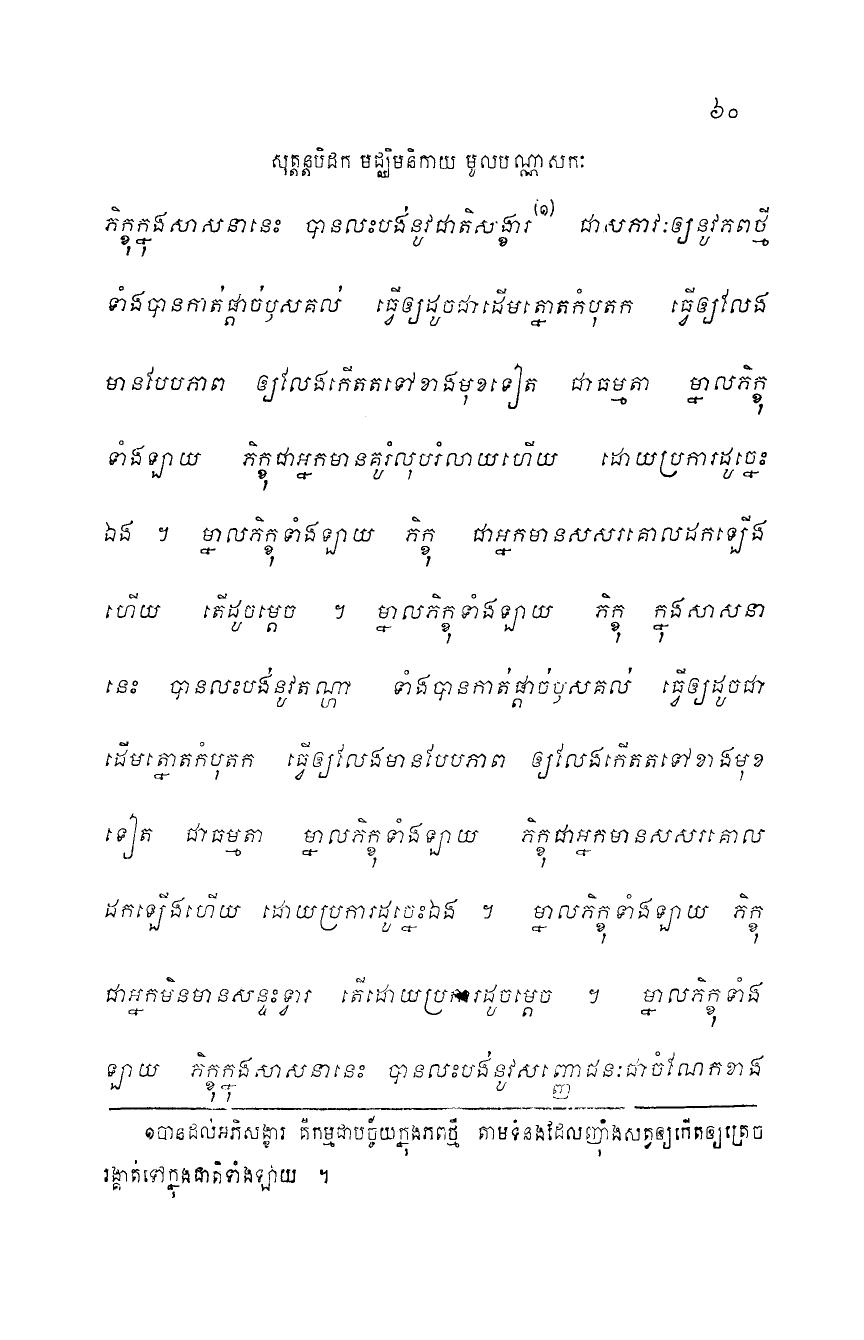 ៦០
សុត្តន្តបិដក មជ្ឈិមនិកាយ មូលបណ្ណាសកៈ
ភិក្ខុក្នុងសាសនានេះ បានលះបង់នូវជាតិសង្ខារ(១) ជាសភាវៈឲ្យនូវភពថ្មី
ទាំងបានកាត់ផ្តាច់ឫសគល់ ធ្វើឲ្យដូចជាដើមត្នោតកំបុតក ធ្វើឲ្យលែង
មានបែបភាព ឲ្យលែងកើតតទៅខាងមុខទៀត ជាធម្មតា ម្នាលភិក្ខុ
ទាំងឡាយ ភិក្ខុជាអ្នកមានគូរំលុបរំលាយហើយ ដោយប្រការដូច្នេះ
ឯង ។ ម្នាលភិក្ខុទាំងឡាយ ភិក្ខុ ជាអ្នកមានសសរគោលដកឡើង
ហើយ តើដូចម្តេច ។ ម្នាលភិក្ខុទាំងឡាយ ភិក្ខុ ក្នុងសាសនា
នេះ បានលះបង់នូវតណ្ហា ទាំងបានកាត់ផ្តាច់ឫសគល់ ធ្វើឲ្យដូចជា
ដើមត្នោតកំបុតក ធ្វើឲ្យលែងមានបែបភាព ឲ្យលែងកើតតទៅខាងមុខ
ទៀត ជាធម្មតា ម្នាលភិក្ខុទាំងឡាយ ភិក្ខុជាអ្នកមានសសរគោល
ដកឡើងហើយ ដោយប្រការដូច្នេះឯង ។ ម្នាលភិក្ខុទាំងឡាយ ភិក្ខុ
ជាអ្នកមិនមានសន្ទះទ្វារ តើដោយប្រការដូចម្តេច ។ ម្នាលភិក្ខុទាំង
ឡាយ ភិក្ខុក្នុងសាសនានេះ បានលះបង់នូវសញ្ញោជនៈជាចំណែកខាង
១បានដល់អភិសង្ខារ គឺកម្មជាបច្ច័យក្នុងភពថ្មី តាមទំនងដែលញ៉ាំងសត្វឲ្យកើតឲ្យត្រេច
រង្គាត់ទៅក្នុងជាតិទាំងឡាយ ។